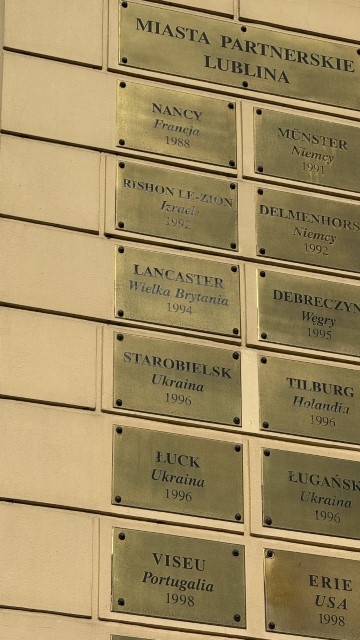 MIASTA PARTNERSKIE
LUBLINA
NANCY
Francja
1988
MÜNSTER
Niemcy
1991
RISHON LE-ZION
Izrael
1992
DELMENHORS
Niemcy
1992
LANCASTER
Wielka Brytania
1994
DEBRECZYN
Węgry
1995
STAROBIELSK
Ukraina
1996
TILBURG
Holandia
1996
ŁUCK
Ukraina
1996
ŁUGAŃSK
Ukraina
1996
VISEU
Portugalia
1998
ERIE
USA
1998